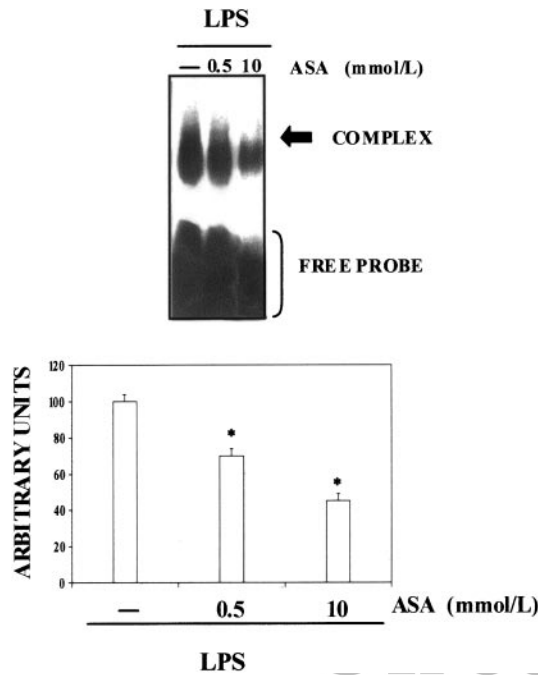 LPS
— 0.5 10 ASA (mmol/L)
COMPLEX
FREE PROBE
ARBITRARY UNITS
120
100
80
60
40
20
0
*
*
— 0.5 10 ASA (mmol/L)
LPS